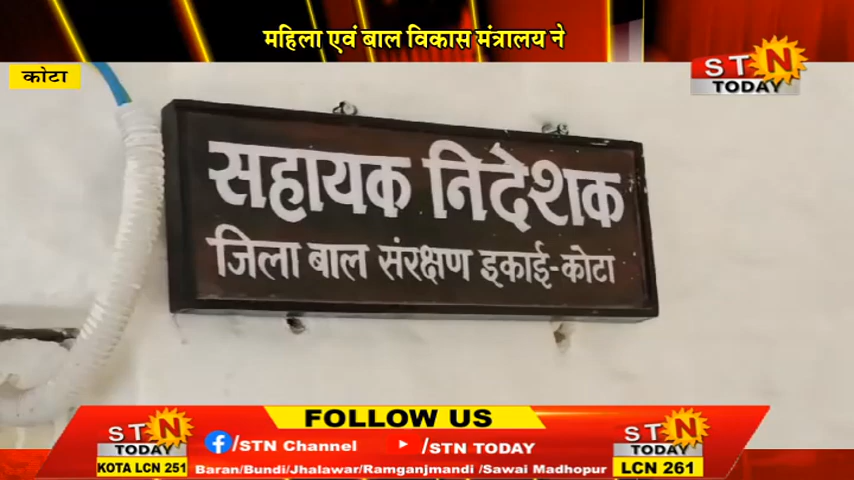 महिला एवं बाल विकास मंत्रालय ने
कोटा
STN
TODAY
सहायक निदेशक
जिला बाल संरक्षण इकाई-कोटा
FOLLOW US
STN
TODAY
KOTA LCN 251
/STN Channel
/STN TODAY
Baran/Bundi/Jhalawar/Ramganjmandi /Sawai Madhopur
STN
TODAY
LCN 261